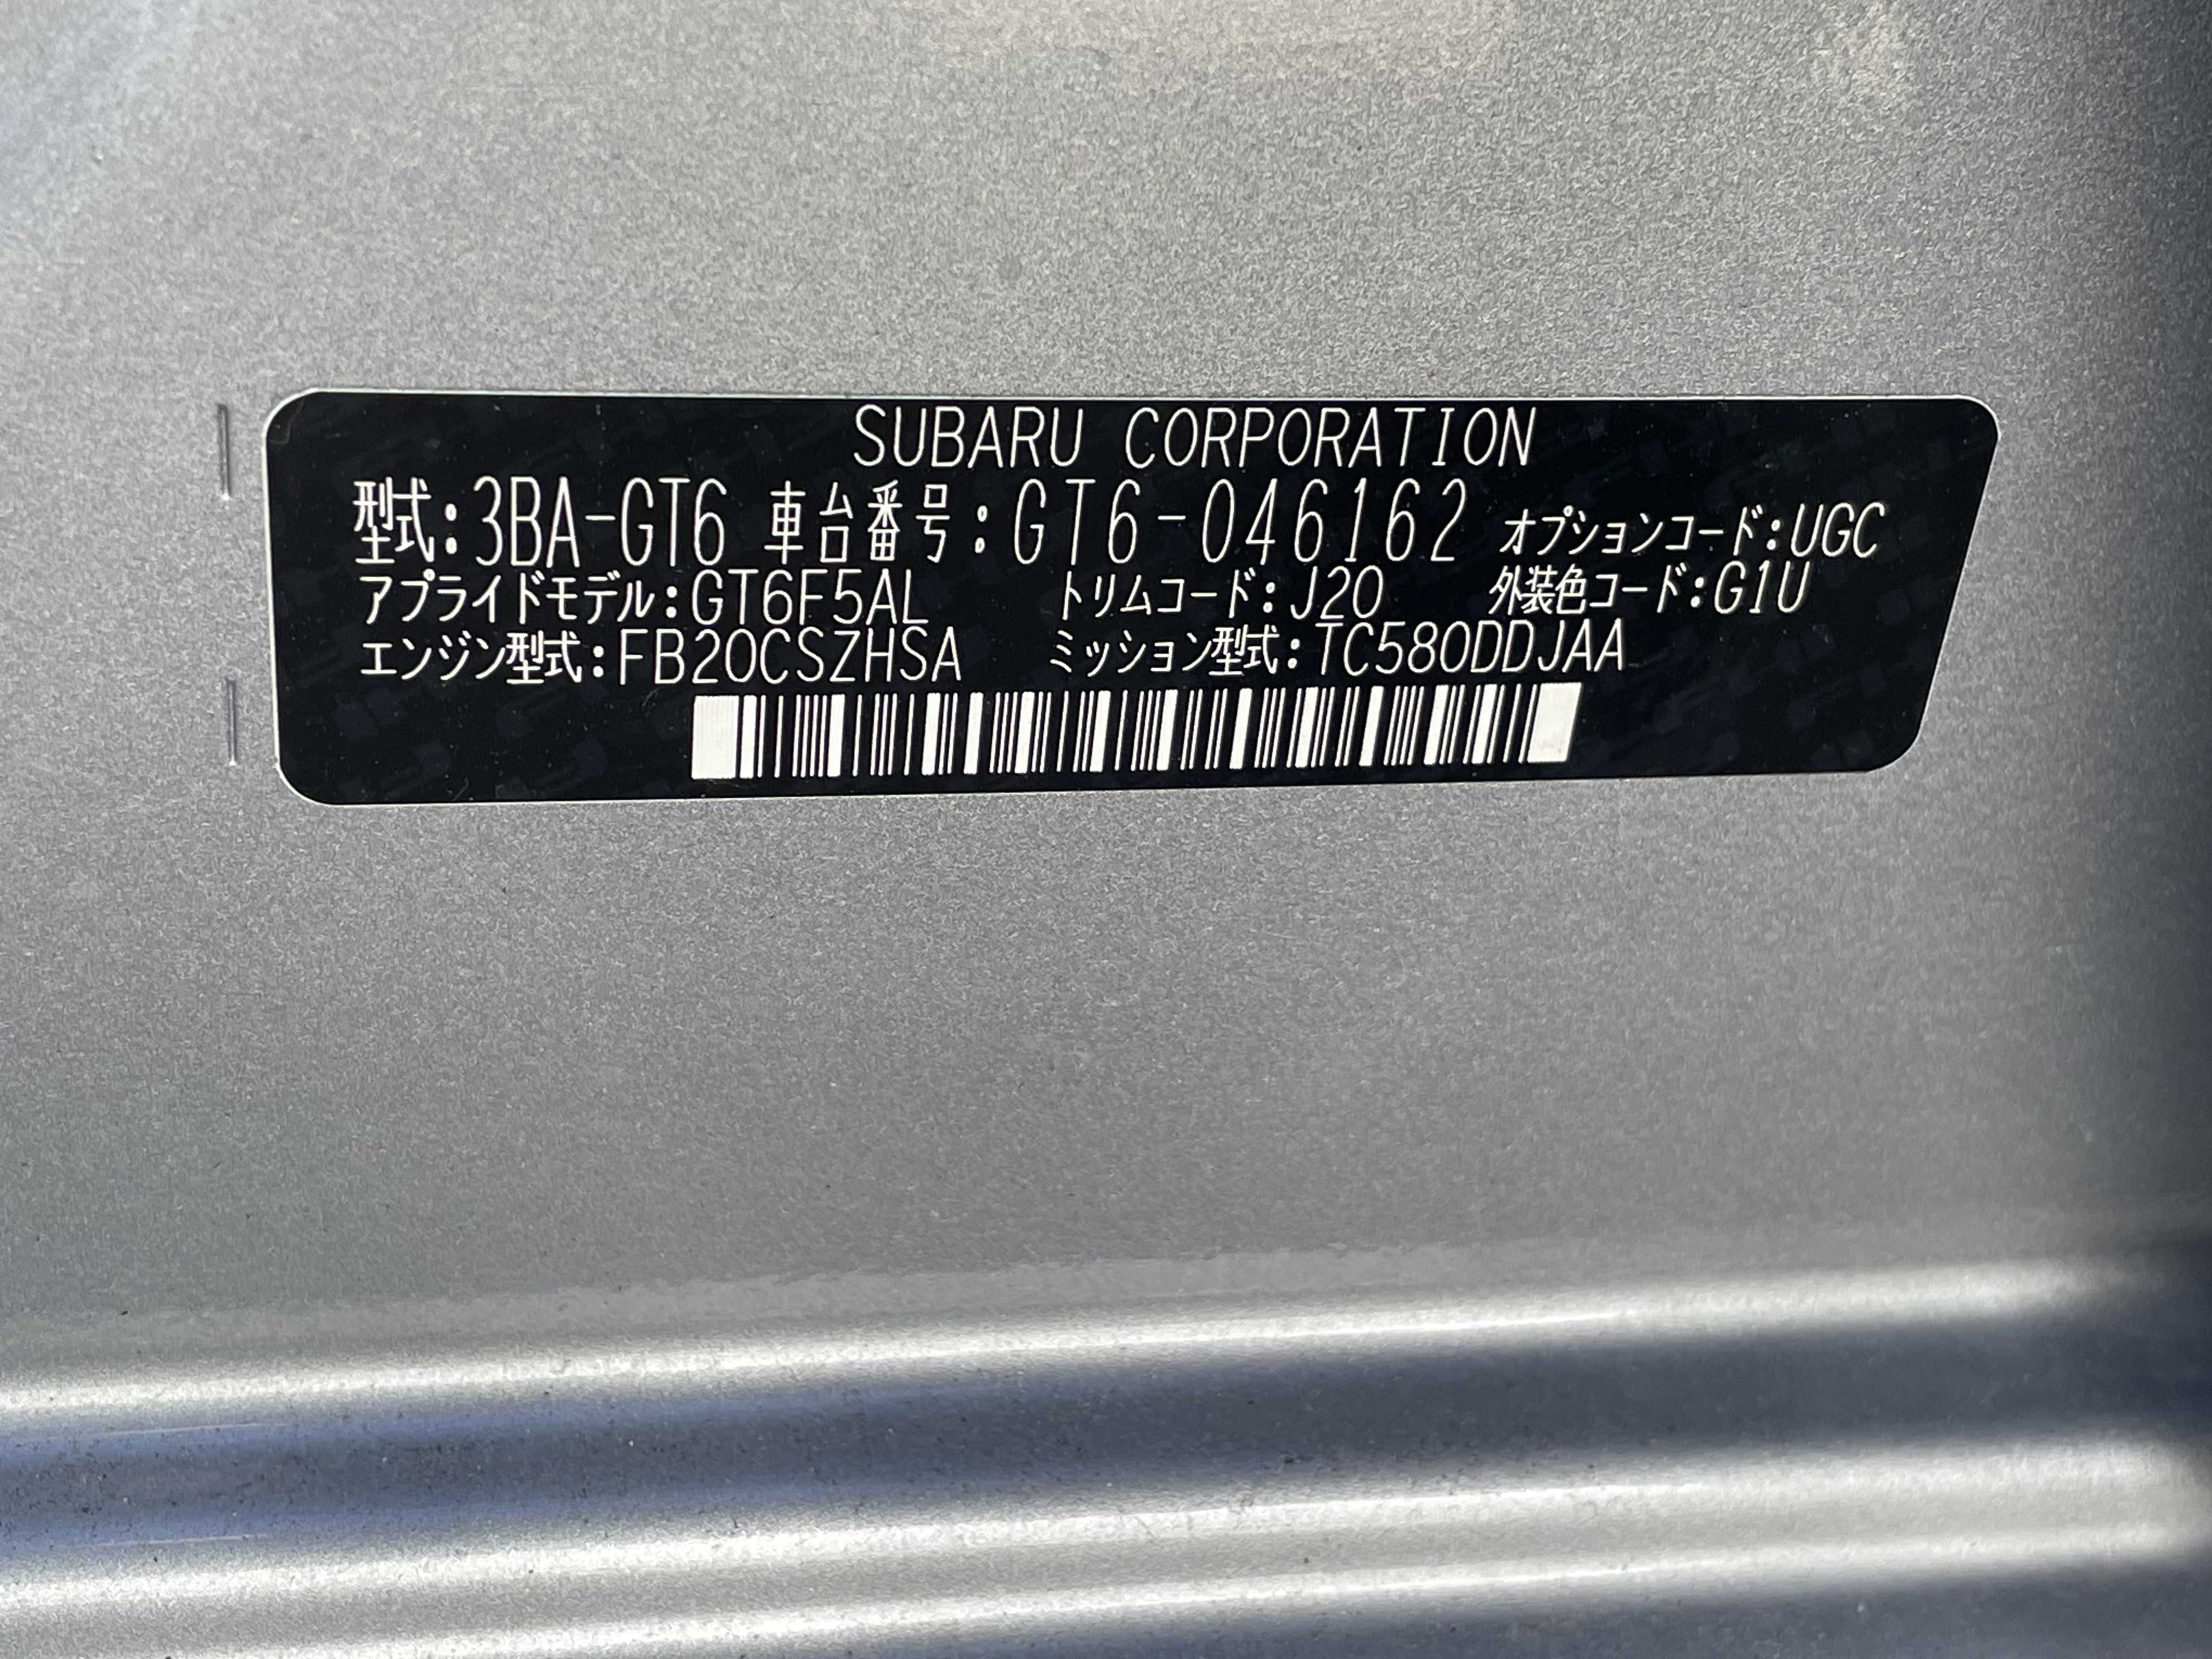 SUBARU CORPORATION
型式:3BA-GT6 車台番号:GT6-046162 オプションコード:UGC
アプライドモデル:GT6F5AL トリムコード:J20 外装色コード:G1U
エンジン型式:FB20CSZHSA ミッション型式:TC580DDJAA